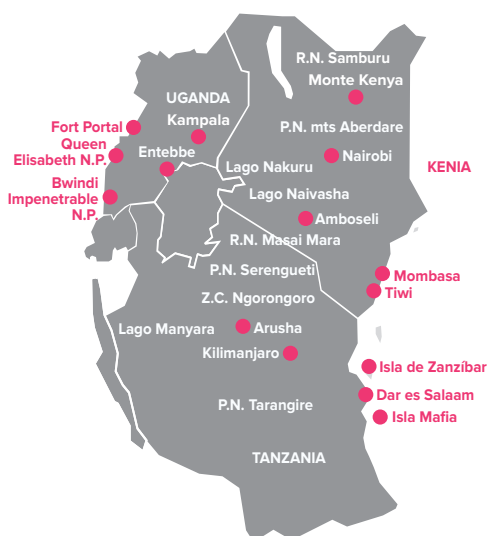 R.N. Samburu
Monte Kenya
UGANDA
Kampala
Fort Portal
Queen
Elisabeth N.P.
P.N. mts Aberdare
Entebbe
Nairobi
Lago Nakuru
KENIA
Bwindi
Impenetrable
N.P.
Lago Naivasha
Amboseli
R.N. Masai Mara
P.N. Serengueti
Mombasa
Tiwi
Z.C. Ngorongoro
Lago Manyara
Arusha
Kilimanjaro
Isla de Zanzíbar
Dar es Salaam
P.N. Tarangire
Isla Mafia
TANZANIA